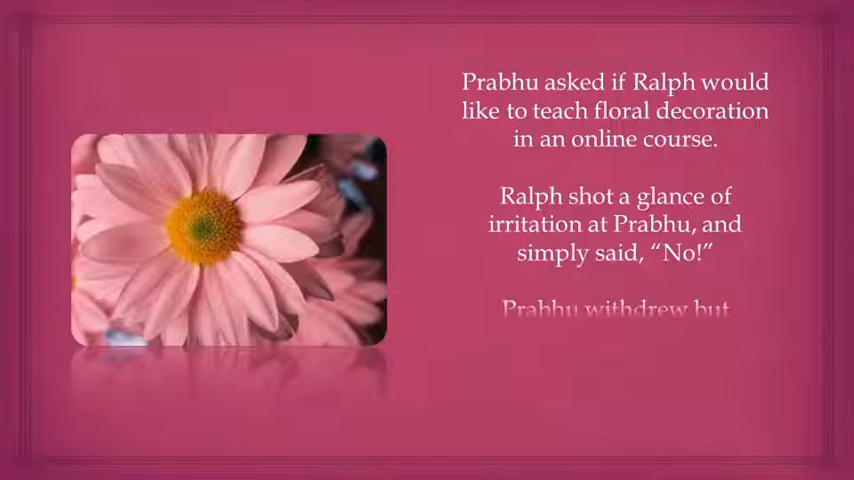 Prabhu asked if Ralph would
like to teach floral decoration
in an online course.
Ralph shot a glance of
irritation at Prabhu, and
simply said, “No!”
Prabhu withdrew but